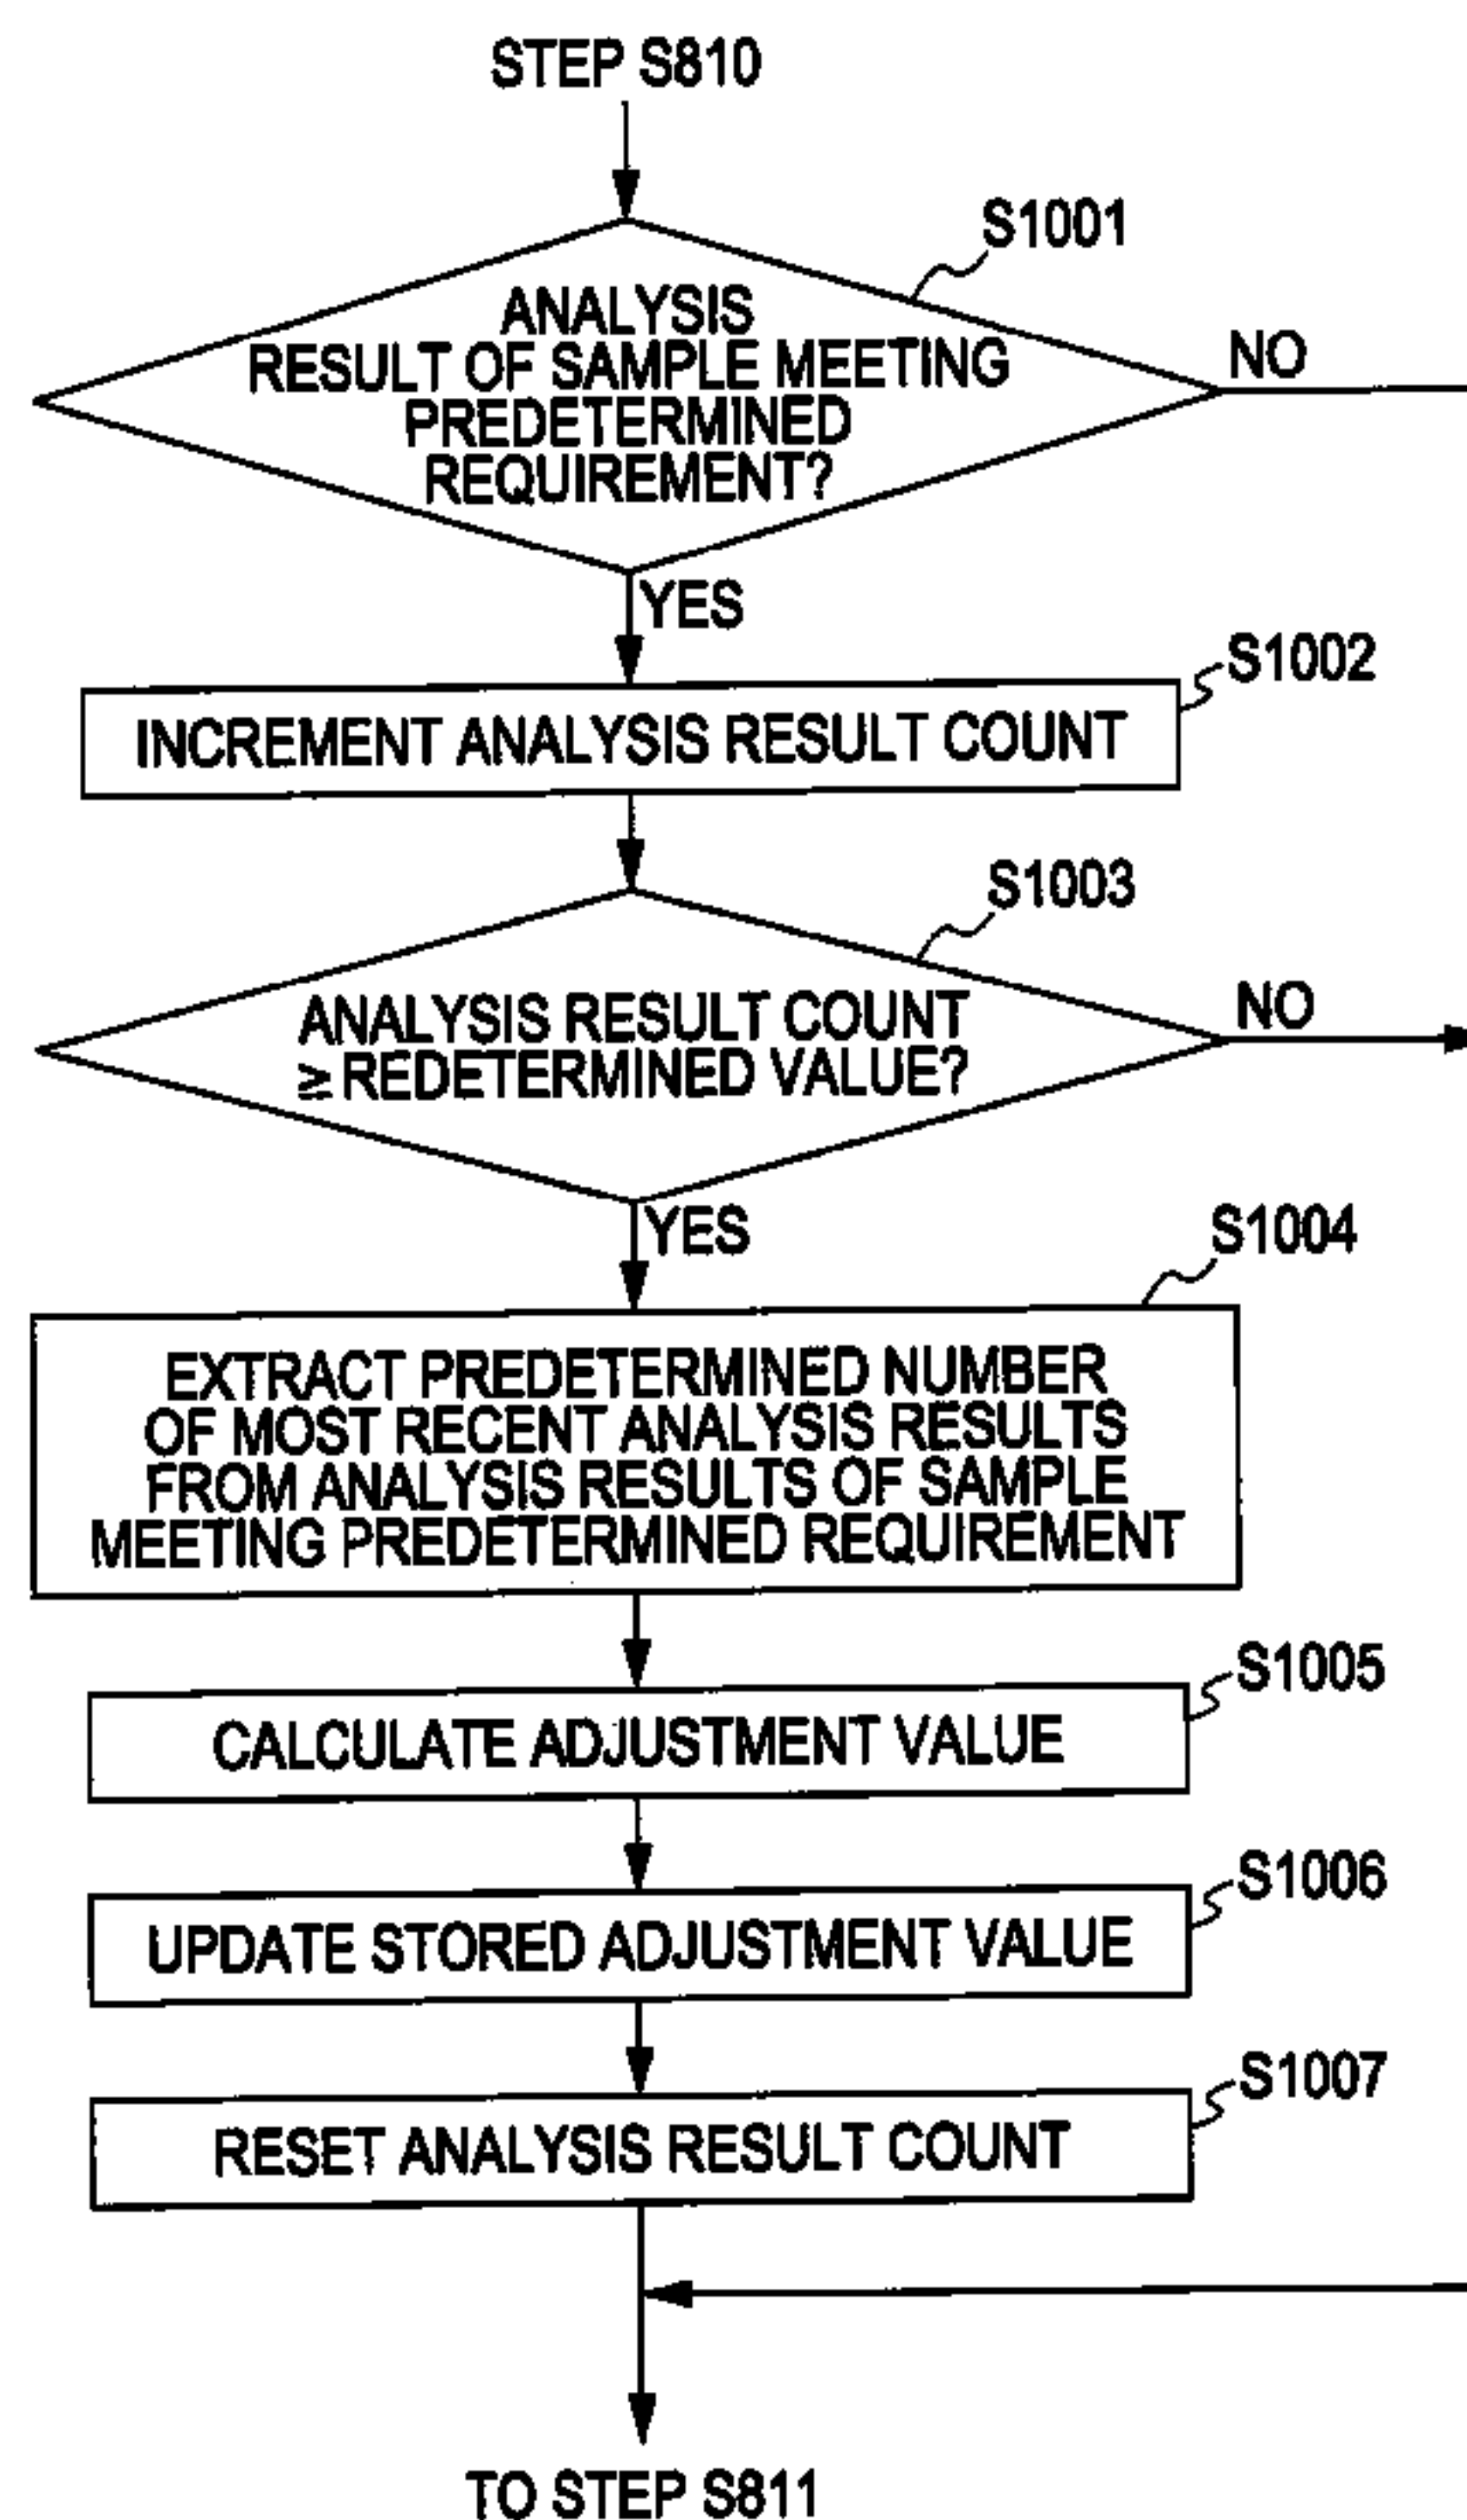 STEP S810
S1001
ANALYSIS
RESULT OF SAMPLE MEETING
PREDETERMINED
REQUIREMENT?
NO
YES
S1002
INCREMENT ANALYSIS RESULT COUNT
S1003
ANALYSIS RESULT COUNT
≧ REDETERMINED VALUE?
NO
YES
S1004
EXTRACT PREDETERMINED NUMBER
OF MOST RECENT ANALYSIS RESULTS
FROM ANALYSIS RESULTS OF SAMPLE
MEETING PREDETERMINED REQUIREMENT
S1005
CALCULATE ADJUSTMENT VALUE
S1006
UPDATE STORED ADJUSTMENT VALUE
S1007
RESET ANALYSIS RESULT COUNT
TO STEP S811